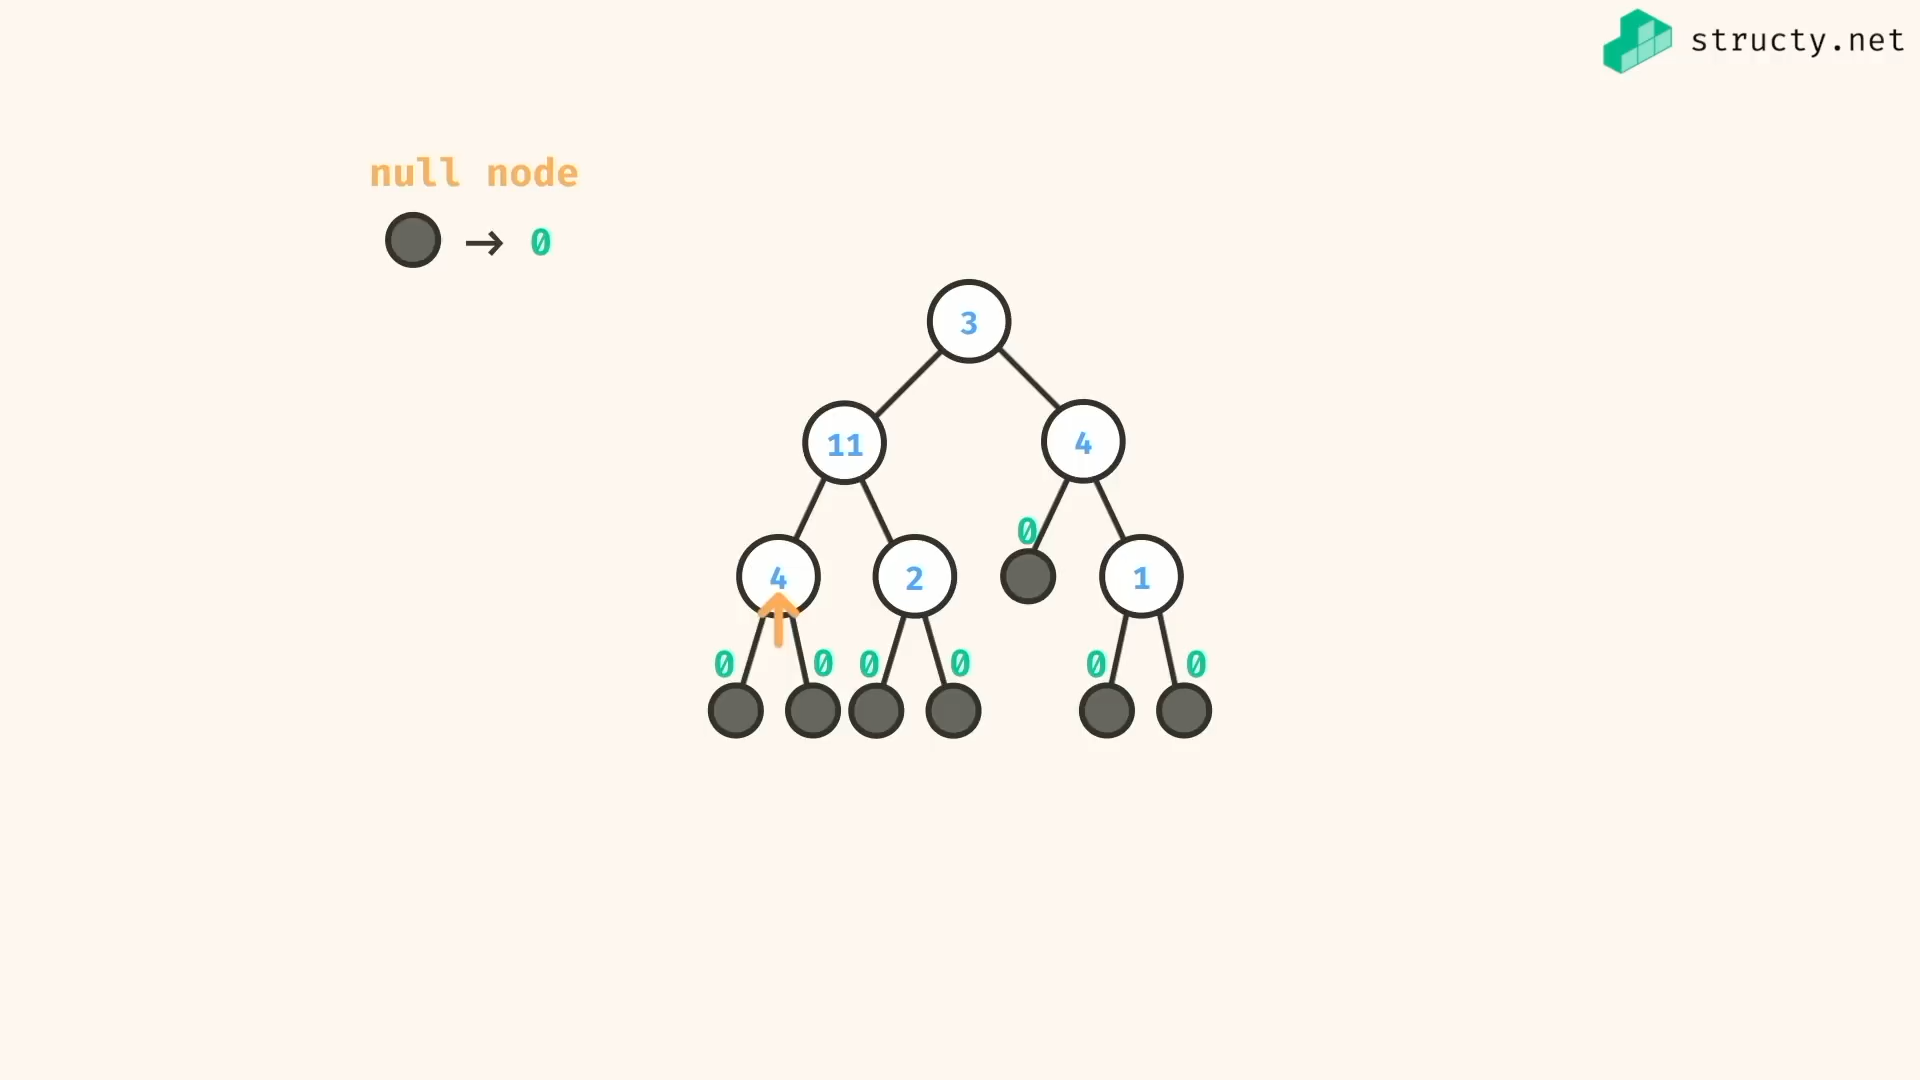 structy.net
null node
→ 0
3
11 4
0
4 2 1
0 0 0 0 0 0